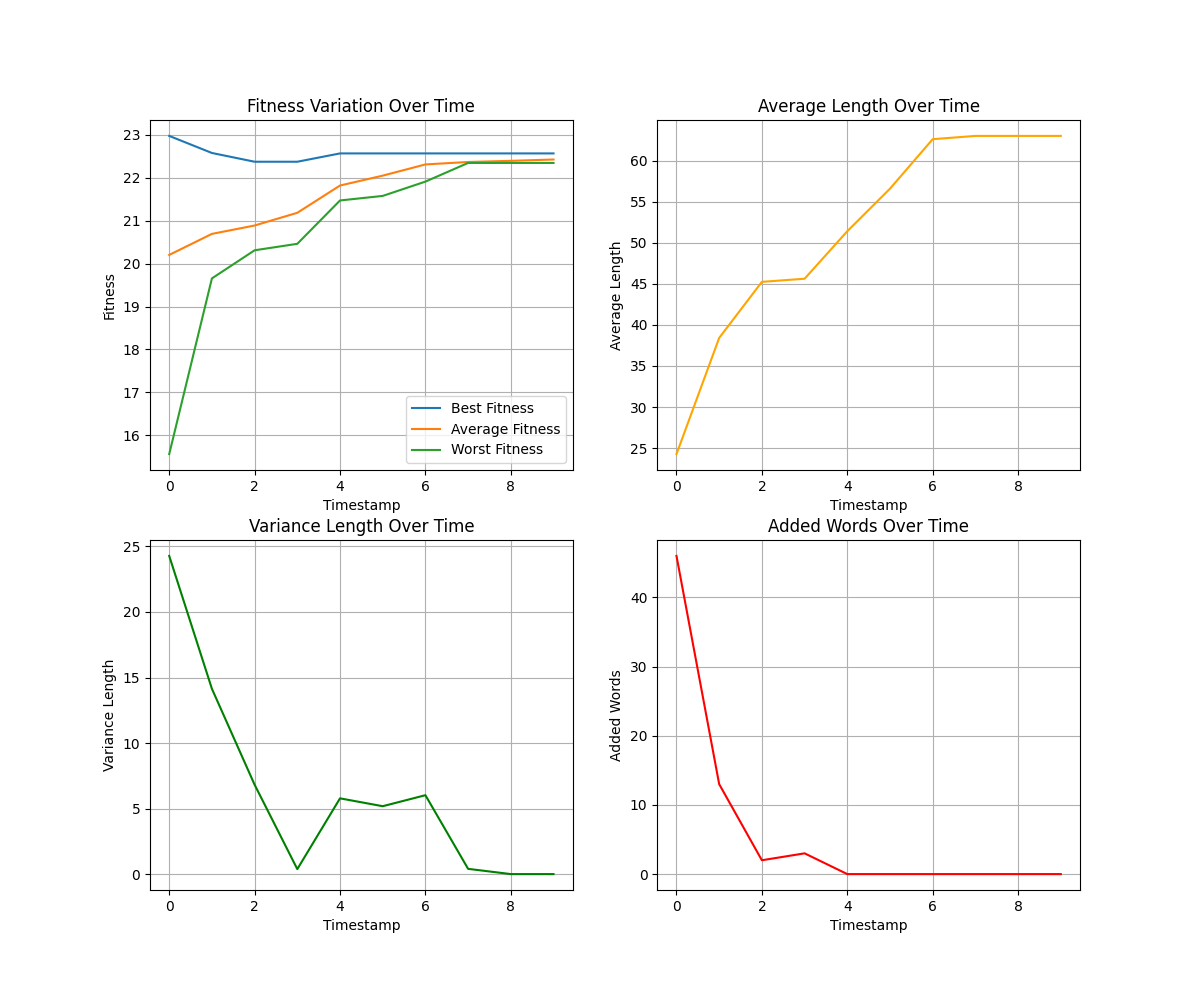 Fitness Variation Over Time
23
22
21
20
19
18
17
16
Fitness
Best Fitness
Average Fitness
Worst Fitness
0 2 4 6 8
Timestamp
Average Length Over Time
60
55
50
45
40
35
30
25
Average Length
0 2 4 6 8
Timestamp
Variance Length Over Time
25
20
15
10
5
0
Variance Length
0 2 4 6 8
Timestamp
Added Words Over Time
40
30
20
10
0
Added Words
0 2 4 6 8
Timestamp